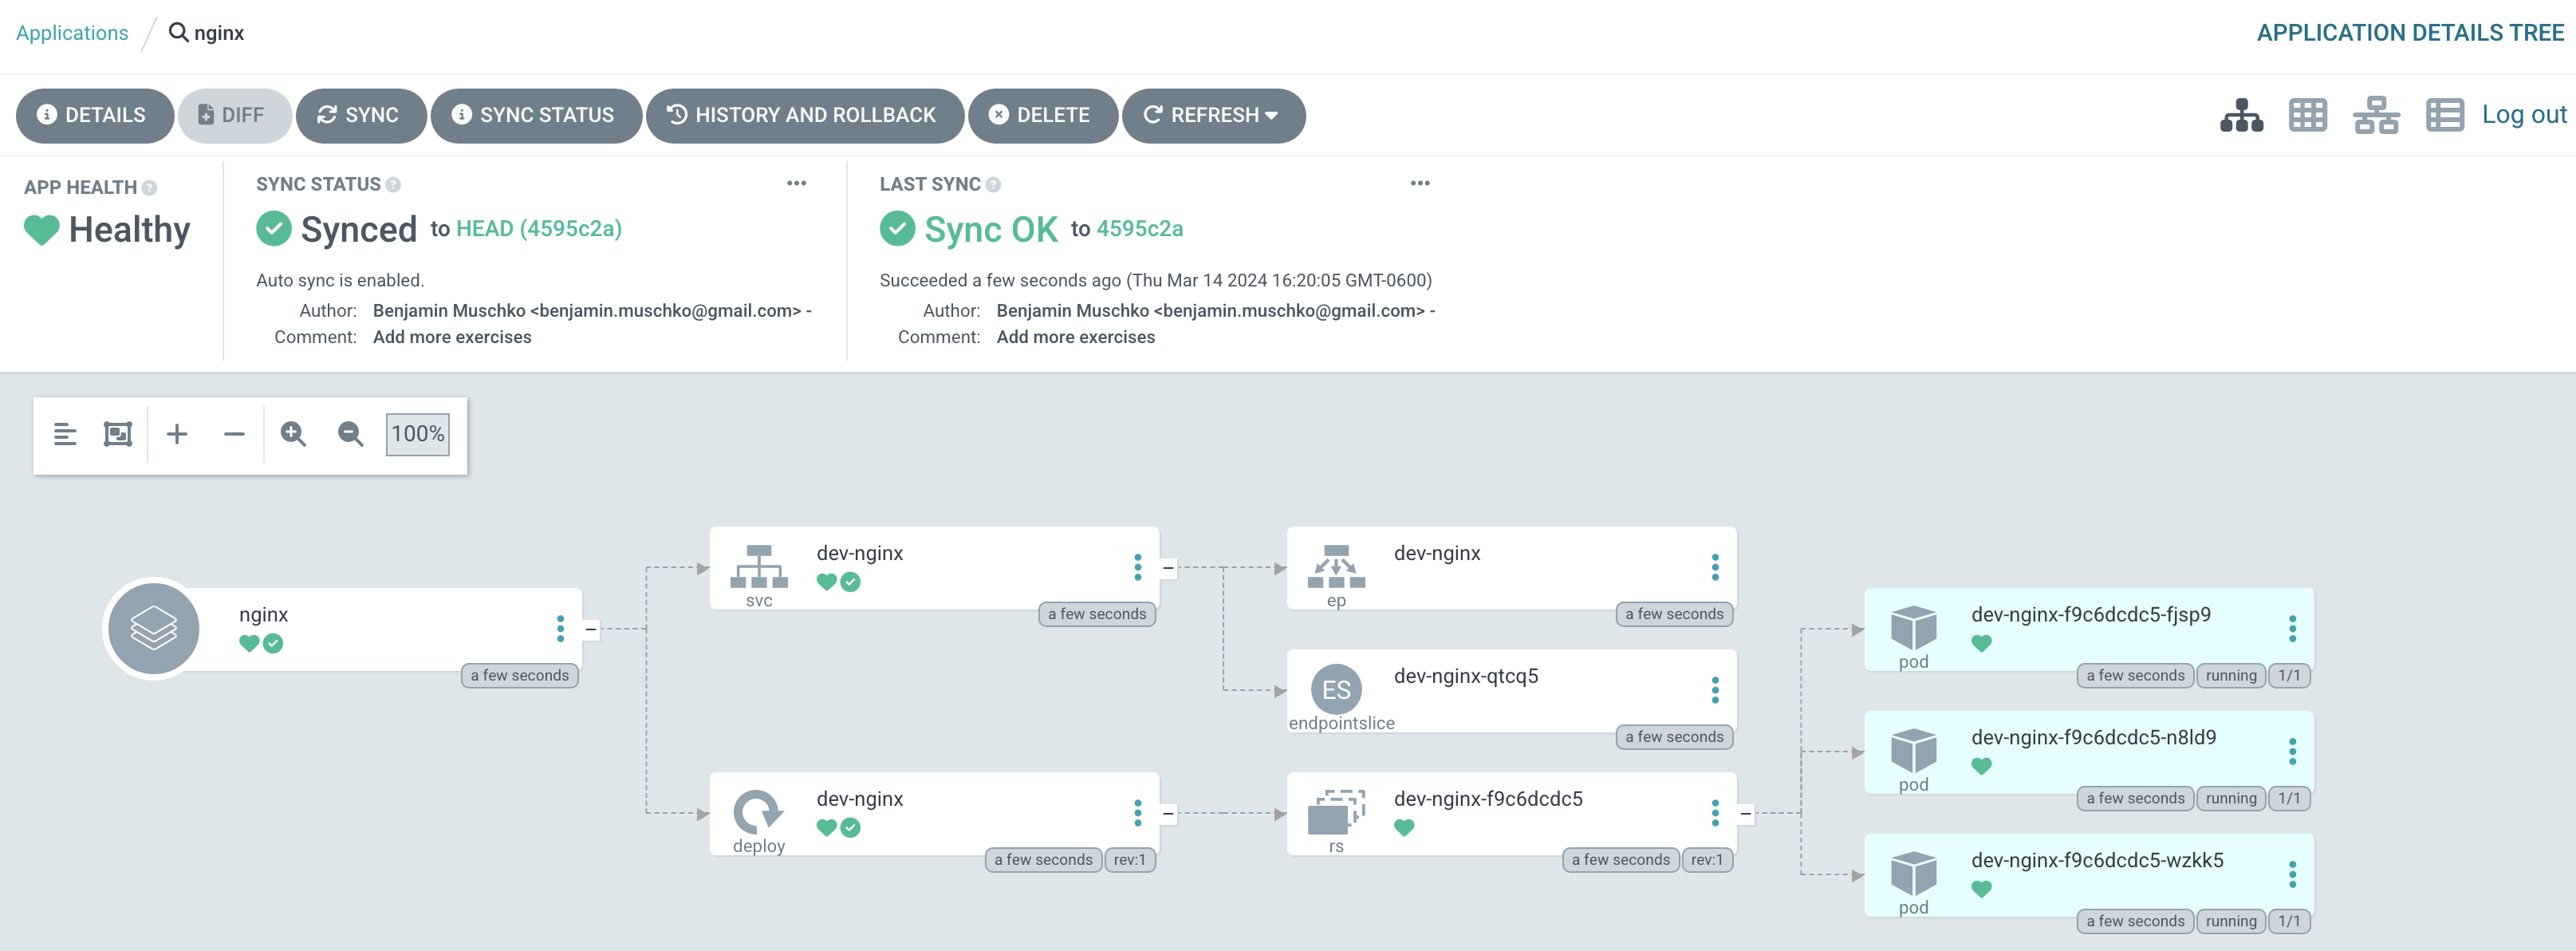 Applications / nginx
APPLICATION DETAILS TREE
DETAILS
DIFF
SYNC
SYNC STATUS
HISTORY AND ROLLBACK
DELETE
REFRESH
Log out
APP HEALTH ?
Healthy
SYNC STATUS ?
Synced to HEAD (4595c2a)
Auto sync is enabled.
Author: Benjamin Muschko <benjamin.muschko@gmail.com> -
Comment: Add more exercises
LAST SYNC ?
Sync OK to 4595c2a
Succeeded a few seconds ago (Thu Mar 14 2024 16:20:05 GMT-0600)
Author: Benjamin Muschko <benjamin.muschko@gmail.com> -
Comment: Add more exercises
100%
nginx
a few seconds
dev-nginx
svc
a few seconds
dev-nginx
deploy
a few seconds rev:1
dev-nginx
ep
a few seconds
ES
dev-nginx-qtcq5
endpointslice
a few seconds
dev-nginx-f9c6dcdc5
rs
a few seconds rev:1
dev-nginx-f9c6dcdc5-fjsp9
pod
a few seconds running 1/1
dev-nginx-f9c6dcdc5-n8ld9
pod
a few seconds running 1/1
dev-nginx-f9c6dcdc5-wzkk5
pod
a few seconds running 1/1